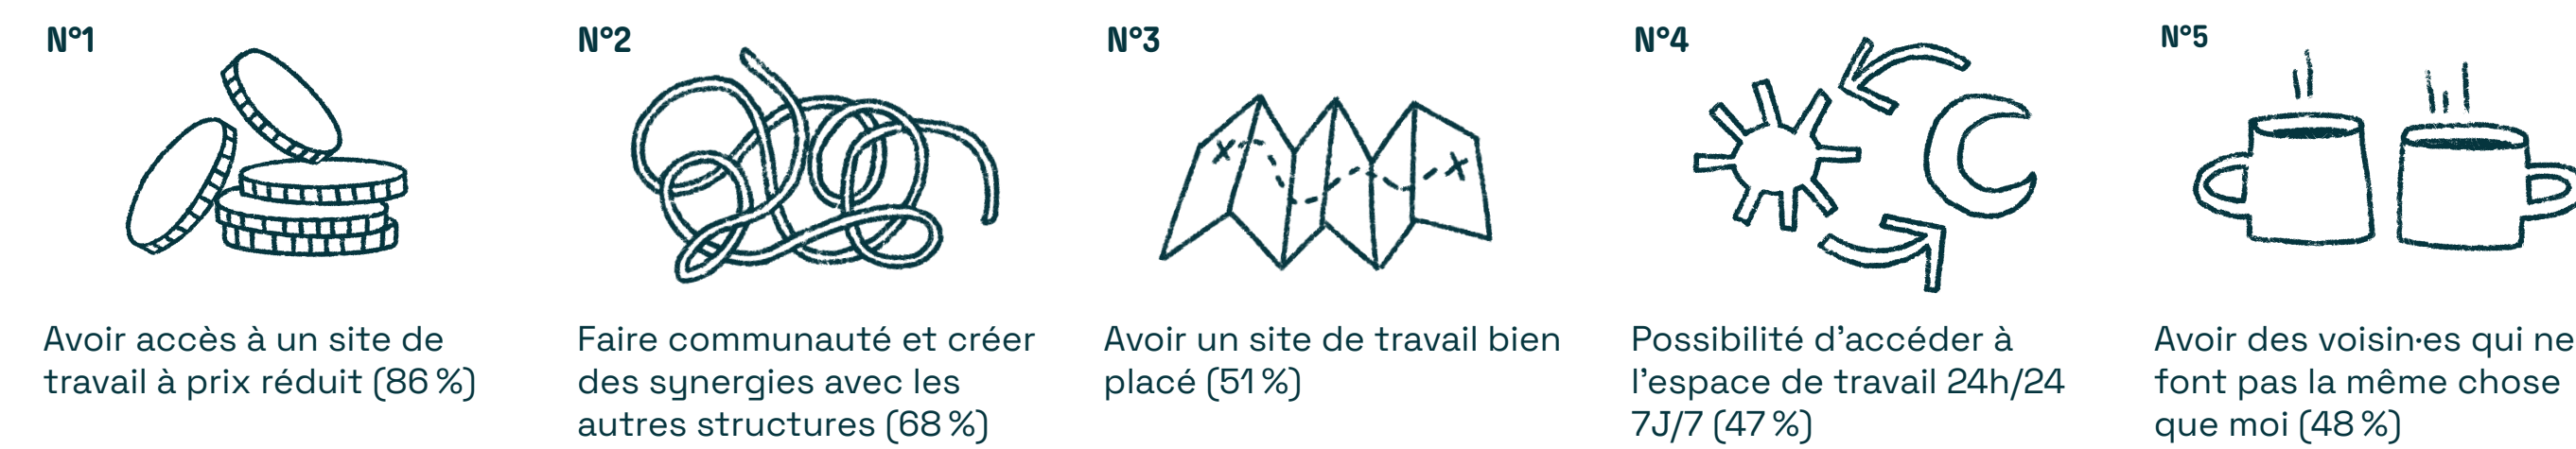 N°1
Avoir accès à un site de
travail à prix réduit (86 %)
N°2
Faire communauté et créer
des synergies avec les
autres structures (68 %)
N°3
Avoir un site de travail bien
placé (51 %)
N°4
Possibilité d’accéder à
l’espace de travail 24h/24
7J/7 (47 %)
N°5
Avoir des voisin·es qui ne
font pas la même chose
que moi (48 %)